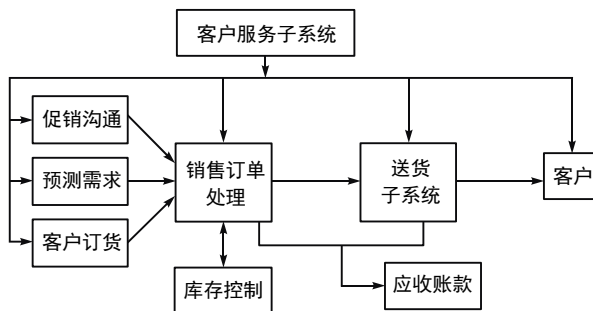 客户服务子系统
促销沟通
预测需求
客户订货
销售订单
处理
送货
子系统
客户
库存控制
应收账款